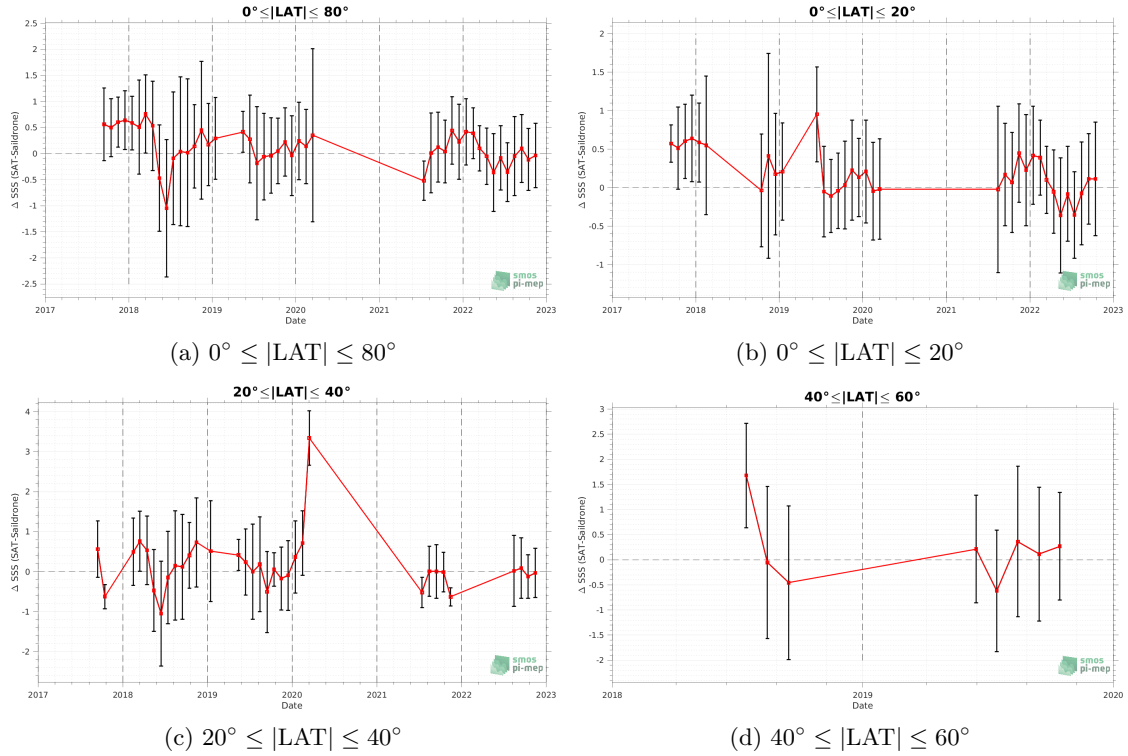 0°≤|LAT|≤ 80°
2.5
2
1.5
1
0.5
0
-0.5
-1
-1.5
-2
-2.5
Δ SSS (SAT-Saildrone)
2017
2018
2019
2020
2021
2022
2023
Date
smos
pi-mep
(a) 0° ≤ |LAT| ≤ 80°
0°≤|LAT|≤ 20°
2
1.5
1
0.5
0
-0.5
-1
Δ SSS (SAT-Saildrone)
2017
2018
2019
2020
2021
2022
2023
Date
smos
pi-mep
(b) 0° ≤ |LAT| ≤ 20°
20°≤|LAT|≤ 40°
4
3
2
1
0
-1
-2
Δ SSS (SAT-Saildrone)
2017
2018
2019
2020
2021
2022
2023
Date
smos
pi-mep
(c) 20° ≤ |LAT| ≤ 40°
40°≤|LAT|≤ 60°
3
2.5
2
1.5
1
0.5
0
-0.5
-1
-1.5
-2
Δ SSS (SAT-Saildrone)
2018
2019
2020
Date
smos
pi-mep
(d) 40° ≤ |LAT| ≤ 60°